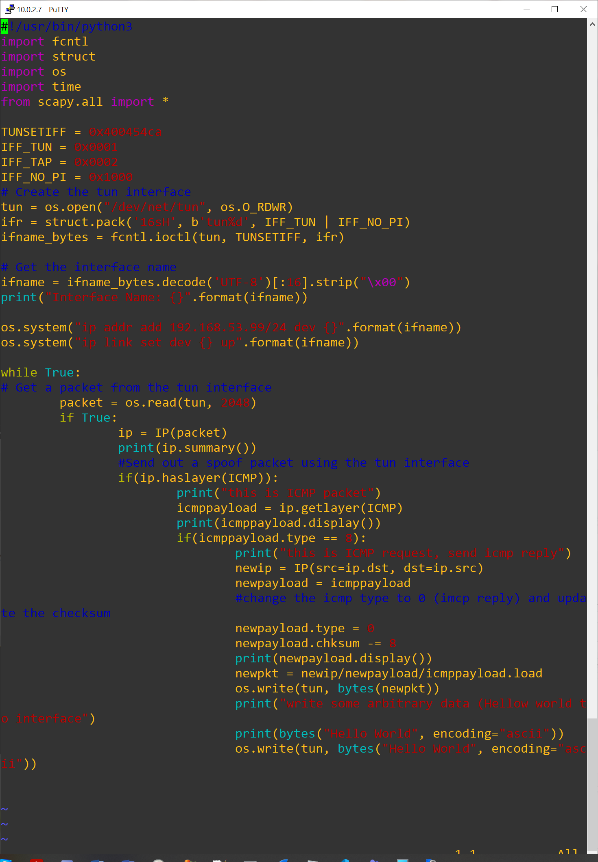 10.0.2.7 - PuTTY
#!/usr/bin/python3
import fcntl
import struct
import os
import time
from scapy.all import *
TUNSETIFF = 0x400454ca
IFF_TUN = 0x0001
IFF_TAP = 0x0002
IFF_NO_PI = 0x1000
# Create the tun interface
tun = os.open("/dev/net/tun", os.O_RDWR)
ifr = struct.pack("16sH", b"tun%d", IFF_TUN | IFF_NO_PI)
ifname_bytes = fcntl.ioctl(tun, TUNSETIFF, ifr)
# Get the interface name
ifname = ifname_bytes.decode("UTF-8")[:16].strip("\x00")
print("Interface Name: {}".format(ifname))
os.system("ip addr add 192.168.53.99/24 dev {}".format(ifname))
os.system("ip link set dev {} up".format(ifname))
while True:
# Get a packet from the tun interface
packet = os.read(tun, 2048)
if True:
ip = IP(packet)
print(ip.summary())
#Send out a spoof packet using the tun interface
if(ip.haslayer(ICMP)):
print("this is ICMP packet")
icmppayload = ip.getlayer(ICMP)
print(icmppayload.display())
if(icmppayload.type == 8):
print("this is ICMP request, send icmp reply")
newip = IP(src=ip.dst, dst=ip.src)
newpayload = icmppayload
#change the icmp type to 0 (imcp reply) and upda
te the checksum
newpayload.type = 0
newpayload.chksum -= 8
print(newpayload.display())
newpkt = newip/newpayload/icmppayload.load
os.write(tun, bytes(newpkt))
print("write some arbitrary data (Hellow world t
o interface")
print(bytes("Hello World", encoding="ascii"))
os.write(tun, bytes("Hello World", encoding="asc
ii"))
~
~
~
1,1 All